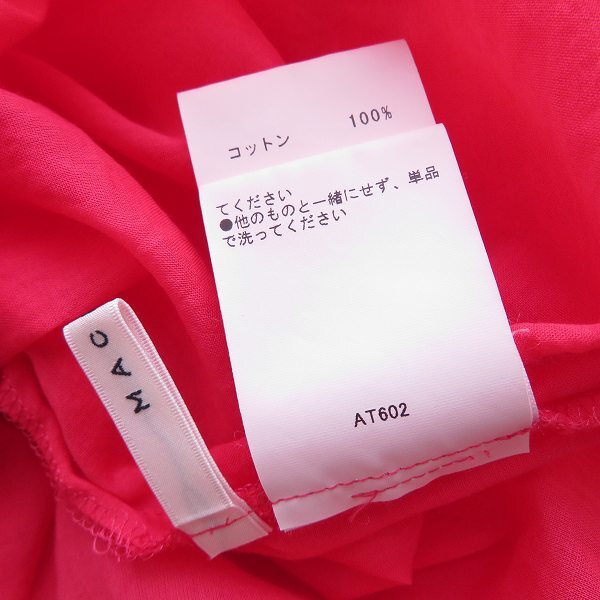 コットン 100%
てください
●他のものと一緒にせず、単品
で洗ってください
AT602
MAC